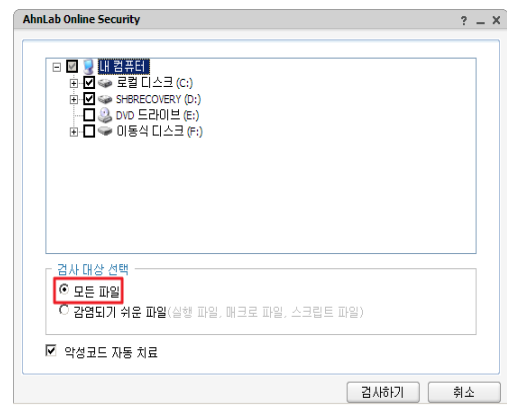 AhnLab Online Security
내 컴퓨터
로컬 디스크 (C:)
SHBRECOVERY (D:)
DVD 드라이브 (E:)
이동식 디스크 (F:)
검사 대상 선택
모든 파일
감염되기 쉬운 파일(실행 파일, 매크로 파일, 스크립트 파일)
악성코드 자동 치료
검사하기 취소